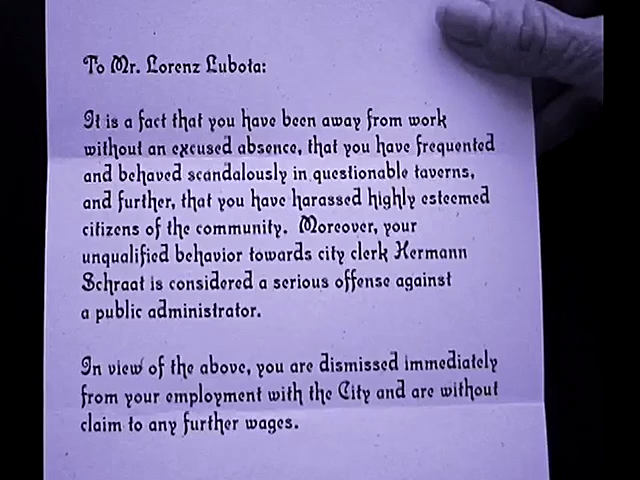 To Mr. Lorenz Lubota:
It is a fact that you have been away from work
without an excused absence, that you have frequented
and behaved scandalously in questionable taverns,
and further, that you have harassed highly esteemed
citizens of the community. Moreover, your
unqualified behavior towards city clerk Hermann
Schraat is considered a serious offense against
a public administrator.
In view of the above, you are dismissed immediately
from your employment with the City and are without
claim to any further wages.